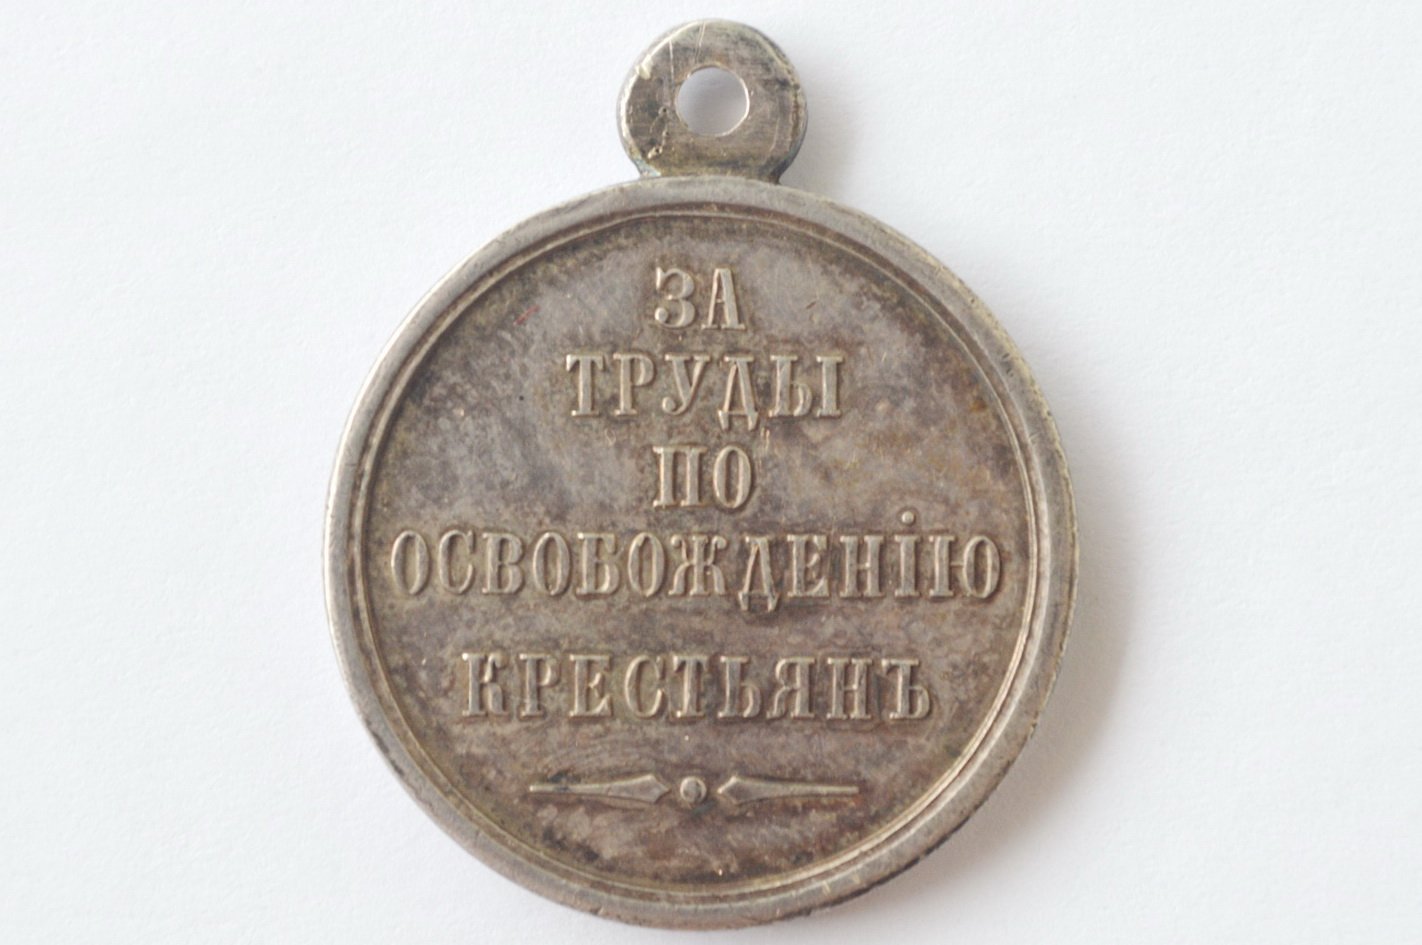 ЗА
ТРУДЫ
ПО
ОСВОБОЖДЕНІЮ
КРЕСТЬЯНЪ